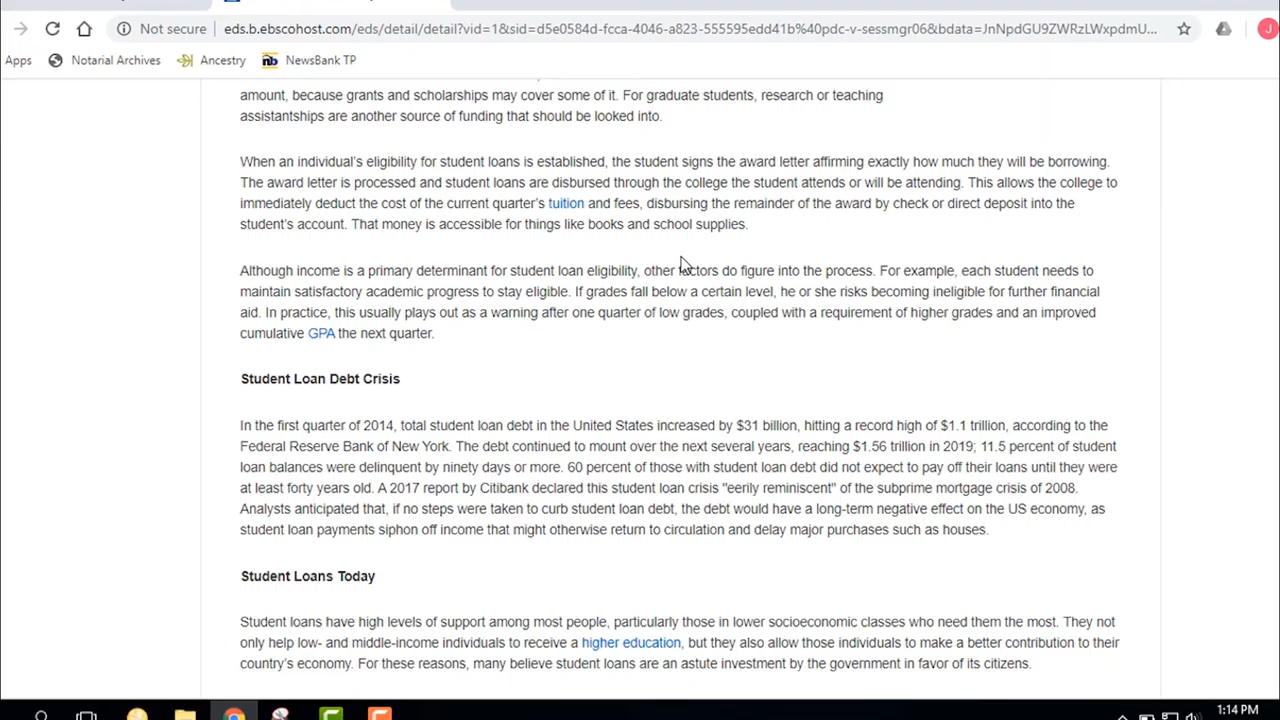 Not secure eds.b.ebscohost.com/eds/detail/detail?vid=1&sid=d5e0584d-fcca-4046-a823-555595edd41b%40pdc-v-sessmgr06&bdata=JnNpdGU9ZWRzLWxpdmU... J
Apps Notarial Archives Ancestry nb NewsBank TP
amount, because grants and scholarships may cover some of it. For graduate students, research or teaching
assistantships are another source of funding that should be looked into.
When an individual's eligibility for student loans is established, the student signs the award letter affirming exactly how much they will be borrowing.
The award letter is processed and student loans are disbursed through the college the student attends or will be attending. This allows the college to
immediately deduct the cost of the current quarter's tuition and fees, disbursing the remainder of the award by check or direct deposit into the
student's account. That money is accessible for things like books and school supplies.
Although income is a primary determinant for student loan eligibility, other factors do figure into the process. For example, each student needs to
maintain satisfactory academic progress to stay eligible. If grades fall below a certain level, he or she risks becoming ineligible for further financial
aid. In practice, this usually plays out as a warning after one quarter of low grades, coupled with a requirement of higher grades and an improved
cumulative GPA the next quarter.
Student Loan Debt Crisis
In the first quarter of 2014, total student loan debt in the United States increased by $31 billion, hitting a record high of $1.1 trillion, according to the
Federal Reserve Bank of New York. The debt continued to mount over the next several years, reaching $1.56 trillion in 2019; 11.5 percent of student
loan balances were delinquent by ninety days or more. 60 percent of those with student loan debt did not expect to pay off their loans until they were
at least forty years old. A 2017 report by Citibank declared this student loan crisis "eerily reminiscent" of the subprime mortgage crisis of 2008.
Analysts anticipated that, if no steps were taken to curb student loan debt, the debt would have a long-term negative effect on the US economy, as
student loan payments siphon off income that might otherwise return to circulation and delay major purchases such as houses.
Student Loans Today
Student loans have high levels of support among most people, particularly those in lower socioeconomic classes who need them the most. They not
only help low- and middle-income individuals to receive a higher education, but they also allow those individuals to make a better contribution to their
country's economy. For these reasons, many believe student loans are an astute investment by the government in favor of its citizens.
1:14 PM